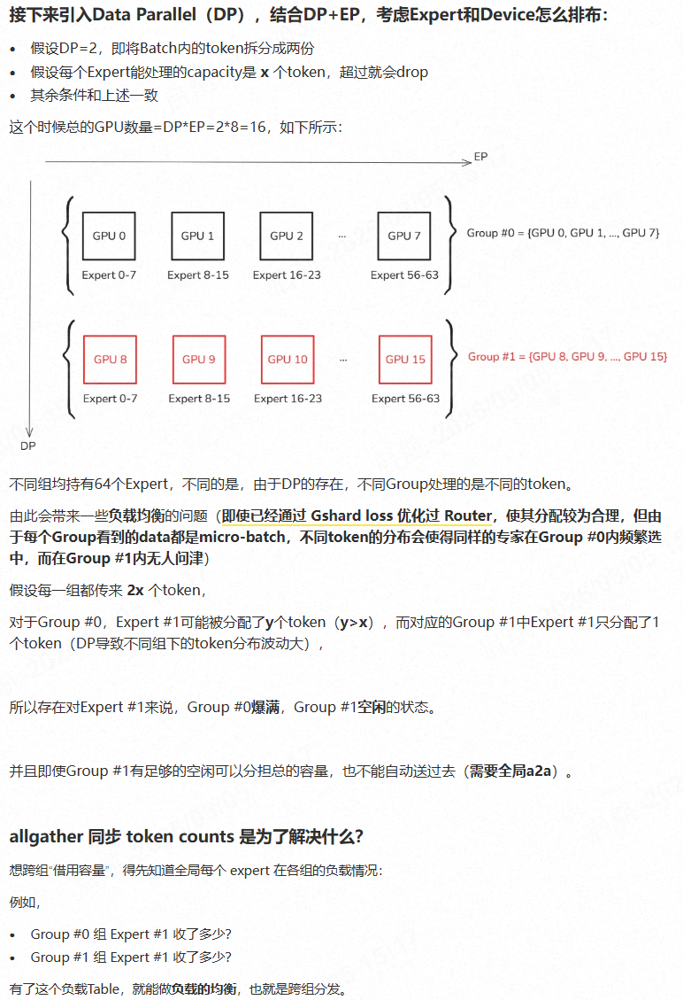 接下来引入Data Parallel（DP），结合DP+EP，考虑Expert和Device怎么排布：
• 假设DP=2，即将Batch内的token拆分成两份
• 假设每个Expert能处理的capacity是 x 个token，超过就会drop
• 其余条件和上述一致
这个时候总的GPU数量=DP*EP=2*8=16，如下所示：
EP
GPU 0 GPU 1 GPU 2 ... GPU 7 Group #0 = {GPU 0, GPU 1, ..., GPU 7}
Expert 0-7 Expert 8-15 Expert 16-23 Expert 56-63
GPU 8 GPU 9 GPU 10 ... GPU 15 Group #1 = {GPU 8, GPU 9, ..., GPU 15}
Expert 0-7 Expert 8-15 Expert 16-23 Expert 56-63
DP
不同组均持有64个Expert，不同的是，由于DP的存在，不同Group处理的是不同的token。
由此会带来一些负载均衡的问题（即使已经通过 Gshard loss 优化过 Router，使其分配较为合理，但由
于每个Group看到的data都是micro-batch，不同token的分布会使得同样的专家在Group #0内频繁选
中，而在Group #1内无人问津）
假设每一组都传来 2x 个token，
对于Group #0，Expert #1可能被分配了y个token（y>x），而对应的Group #1中Expert #1只分配了1
个token（DP导致不同组下的token分布波动大），
所以存在对Expert #1来说，Group #0爆满，Group #1空闲的状态。
并且即使Group #1有足够的空闲可以分担总的容量，也不能自动送过去（需要全局a2a）。
allgather 同步 token counts 是为了解决什么？
想跨组“借用容量”，得先知道全局每个 expert 在各组的负载情况：
例如，
• Group #0 组 Expert #1 收了多少？
• Group #1 组 Expert #1 收了多少？
有了这个负载Table，就能做负载的均衡，也就是跨组分发。